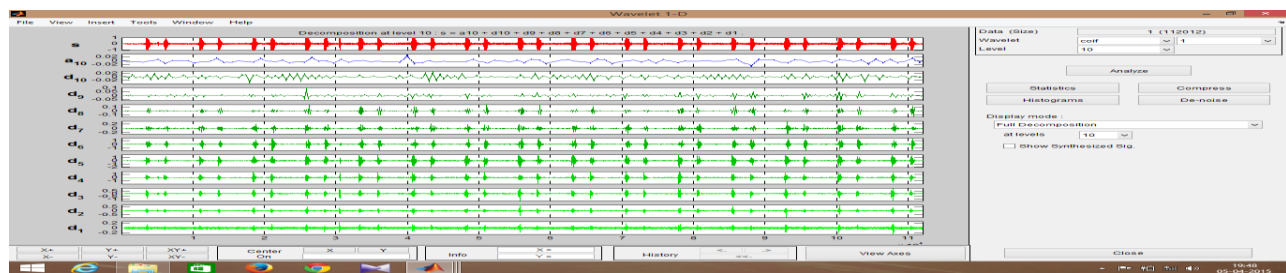 Wavelet 1-D
File View Insert Tools Window Help
Decomposition at level 10 : s = a10 + d10 + d9 + d8 + d7 + d6 + d5 + d4 + d3 + d2 + d1 .
s
a10
d10
d9
d8
d7
d6
d5
d4
d3
d2
d1
1 2 3 4 5 6 7 8 9 10 11
Data (Size) 1 (112012)
Wavelet coif 1
Level 10
Analyze
Statistics Compress
Histograms De-noise
Display mode :
Full Decomposition
at levels 10
Show Synthesized Sig.
Close
X+ Y+ XY+
X- Y- XY-
Center On X Y
Info X = Y =
History
View Axes
19:48
05-04-2015